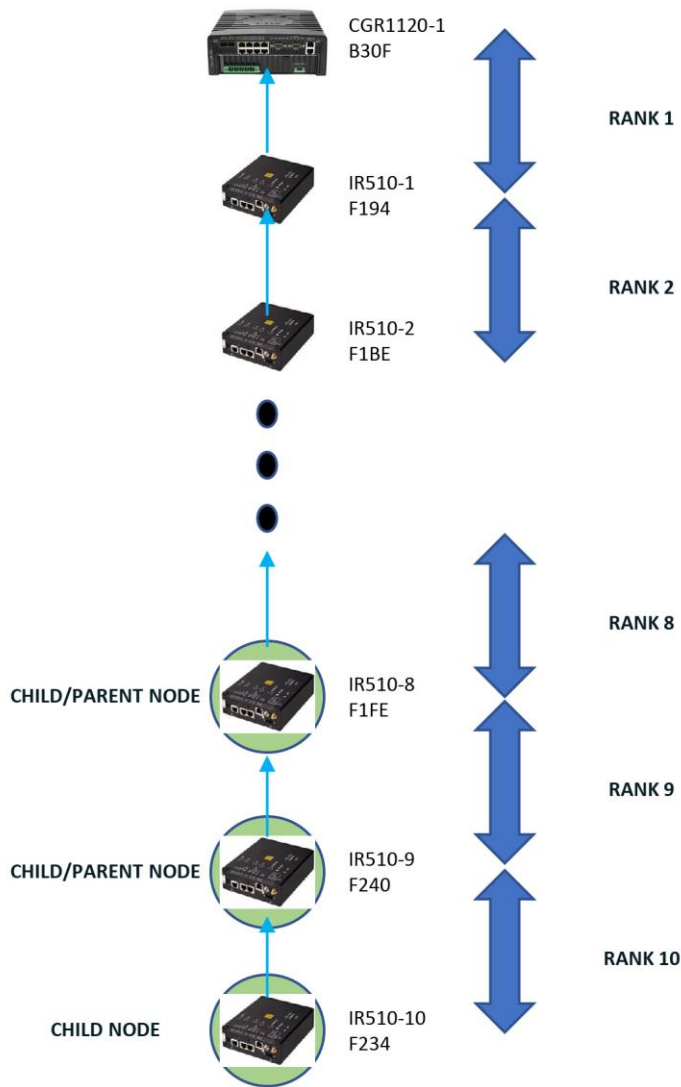 CGR1120-1
B30F
RANK 1
IR510-1
F194
RANK 2
IR510-2
F1BE
RANK 8
CHILD/PARENT NODE
IR510-8
F1FE
RANK 9
CHILD/PARENT NODE
IR510-9
F240
RANK 10
CHILD NODE
IR510-10
F234